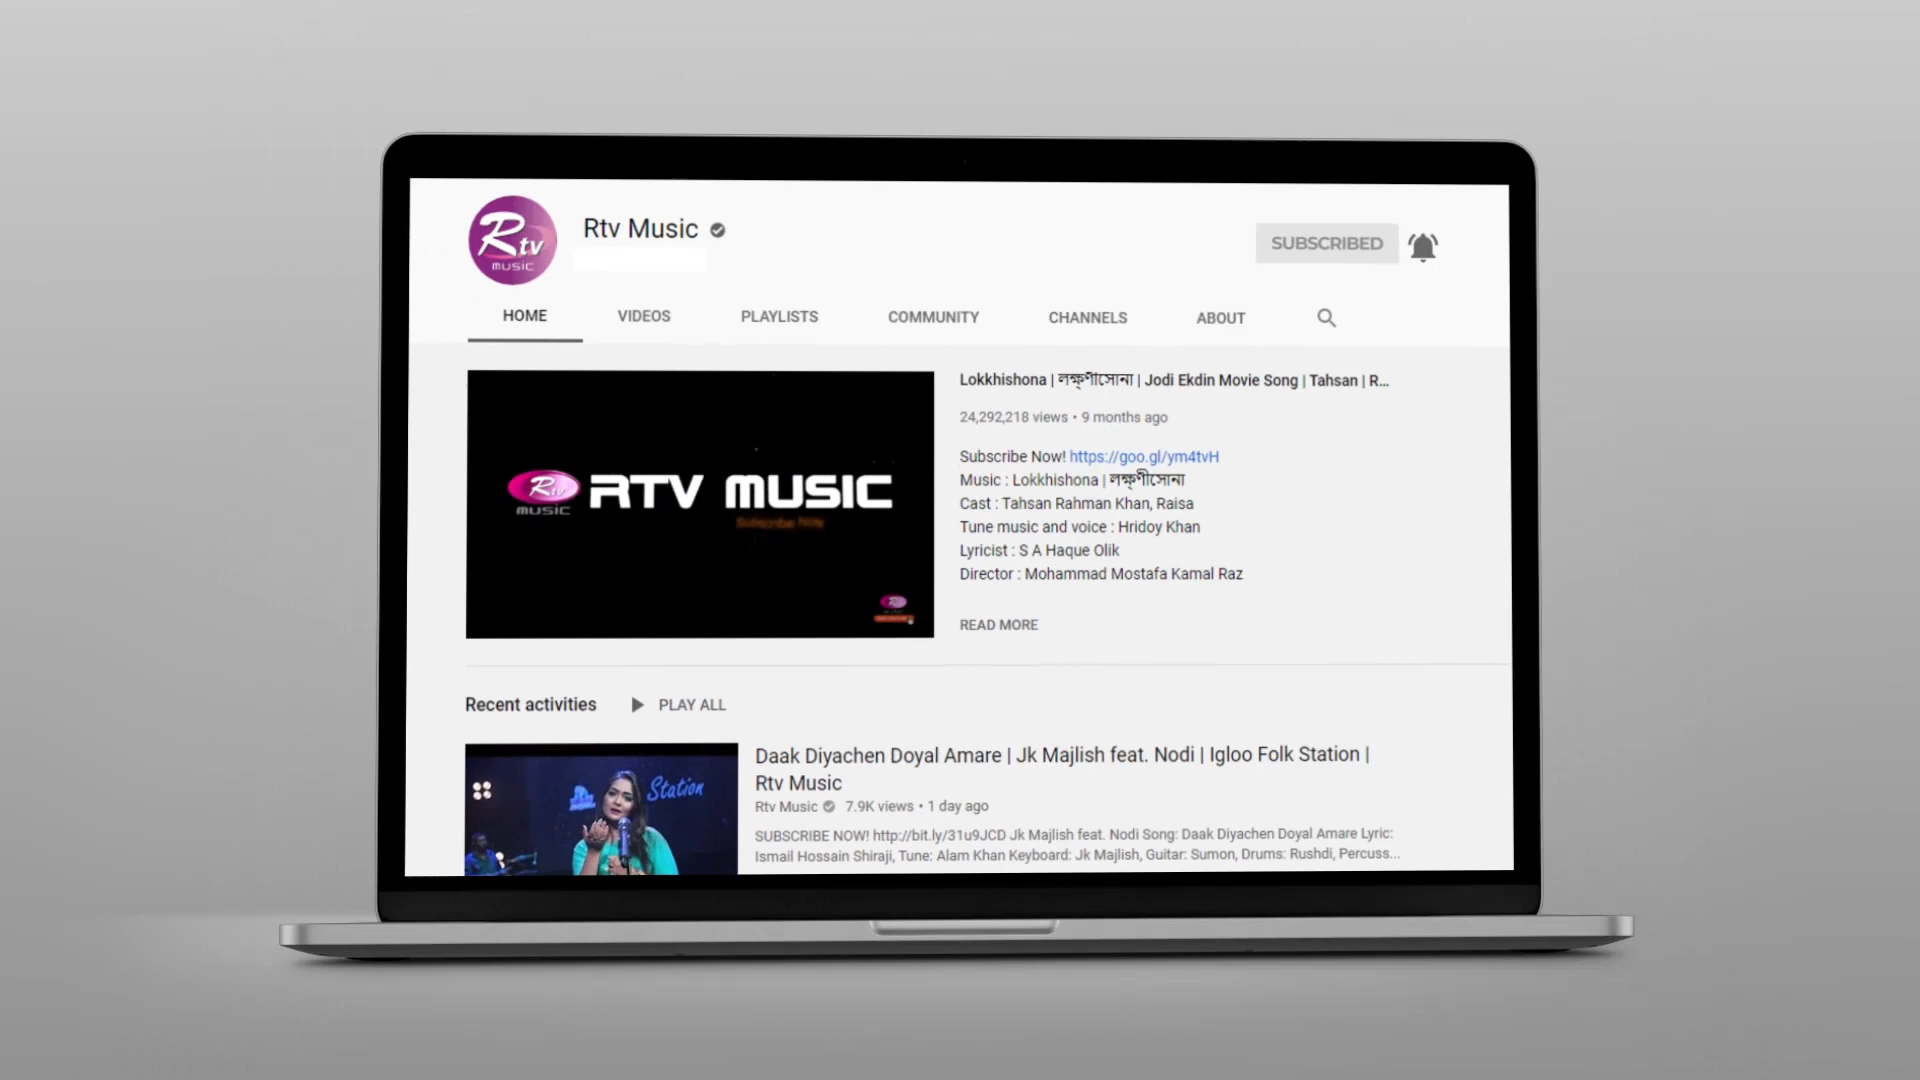 Rtv
MUSIC
Rtv Music
SUBSCRIBED
HOME VIDEOS PLAYLISTS COMMUNITY CHANNELS ABOUT
Rtv
MUSIC
RTV MUSIC
Subscribe Now
Lokkhishona | লক্ষ্মীসোনা | Jodi Ekdin Movie Song | Tahsan | R...
24,292,218 views • 9 months ago
Subscribe Now! https://goo.gl/ym4tvH
Music : Lokkhishona | লক্ষ্মীসোনা
Cast : Tahsan Rahman Khan, Raisa
Tune music and voice : Hridoy Khan
Lyricist : S A Haque Olik
Director : Mohammad Mostafa Kamal Raz
READ MORE
Recent activities PLAY ALL
Station
Daak Diyachen Doyal Amare | Jk Majlish feat. Nodi | Igloo Folk Station |
Rtv Music
Rtv Music 7.9K views • 1 day ago
SUBSCRIBE NOW! http://bit.ly/31u9JCD Jk Majlish feat. Nodi Song: Daak Diyachen Doyal Amare Lyric:
Ismail Hossain Shiraji, Tune: Alam Khan Keyboard: Jk Majlish, Guitar: Sumon, Drums: Rushdi, Percuss...